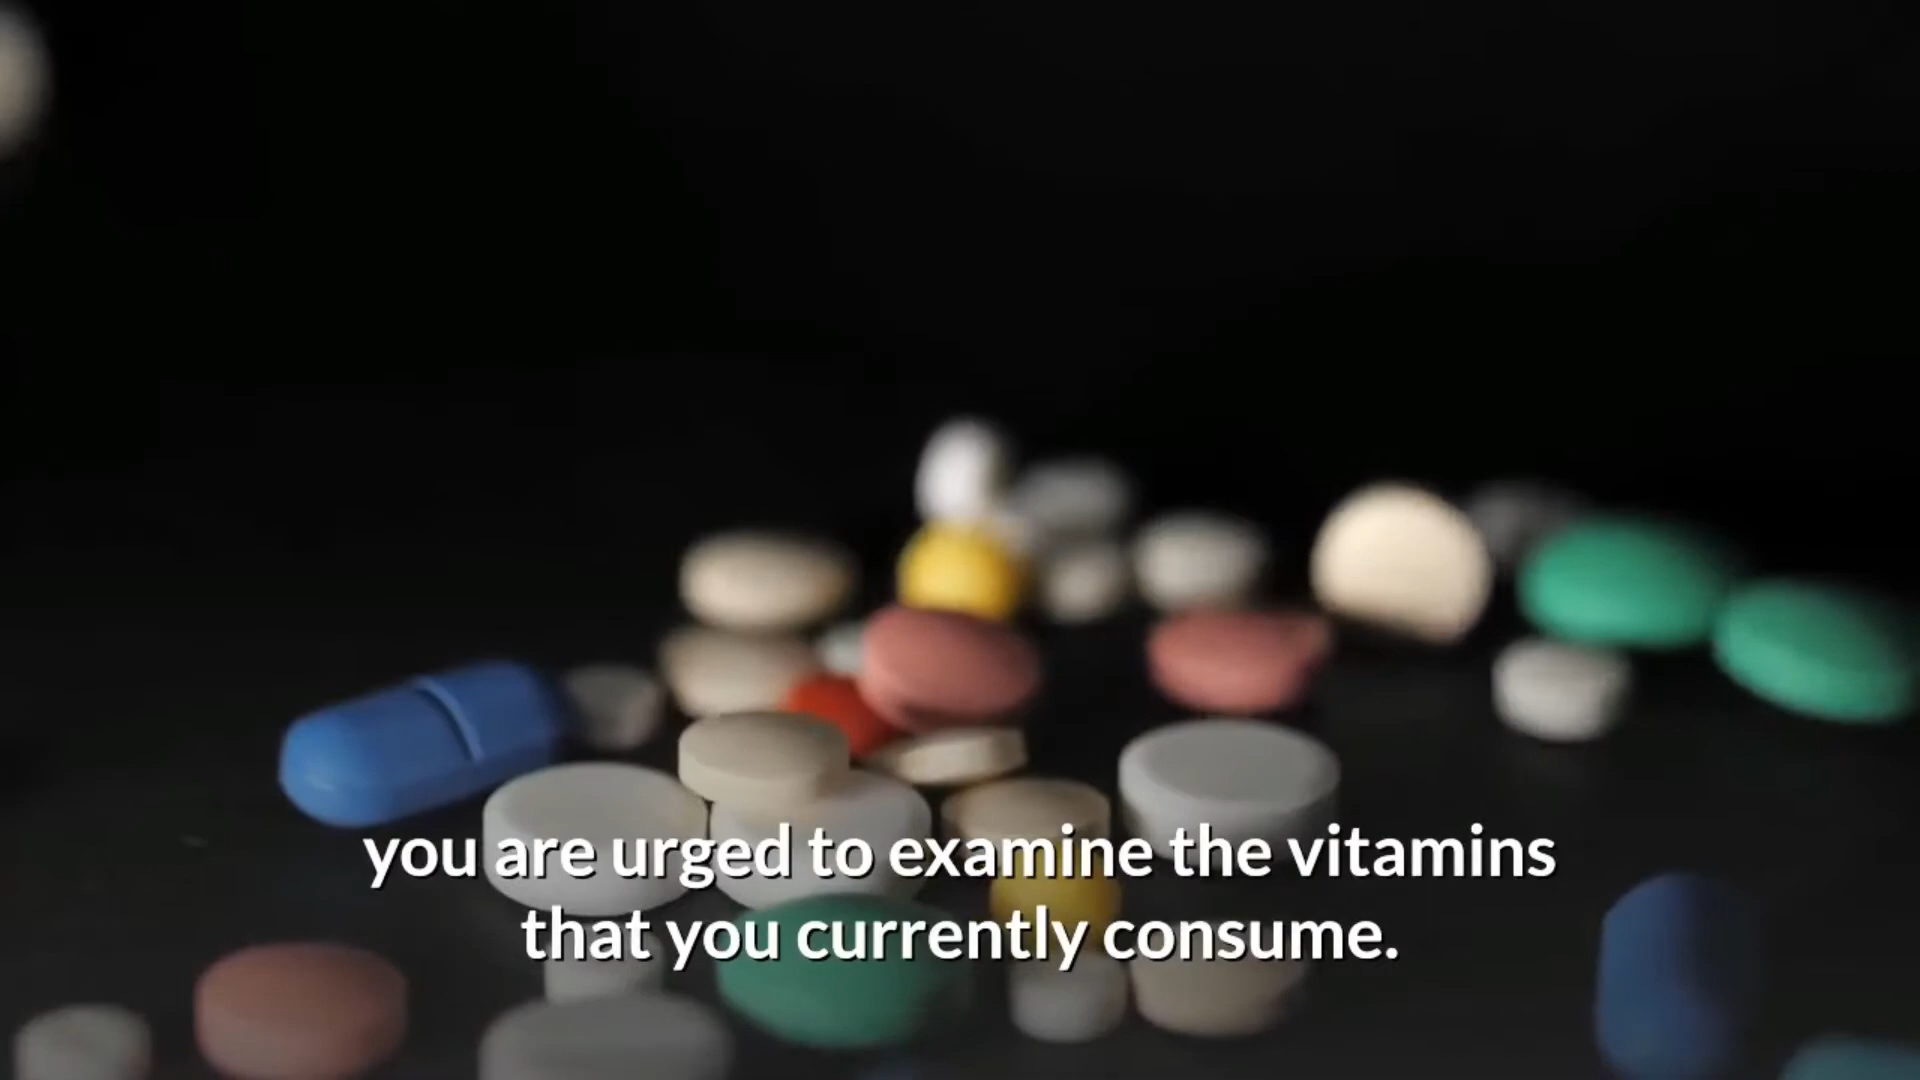 you are urged to examine the vitamins
that you currently consume.